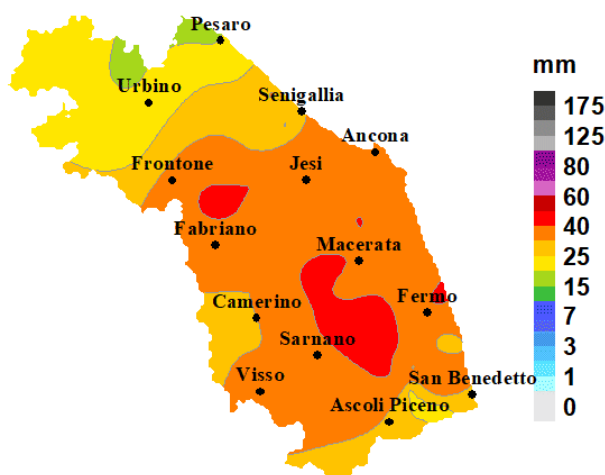 Pesaro
mm
Urbino
Senigallia
Ancona
Frontone
Jesi
Fabriano
Macerata
Camerino
Fermo
Sarnano
Visso
San Benedetto
Ascoli Piceno
175
125
80
60
40
25
15
7
3
1
0